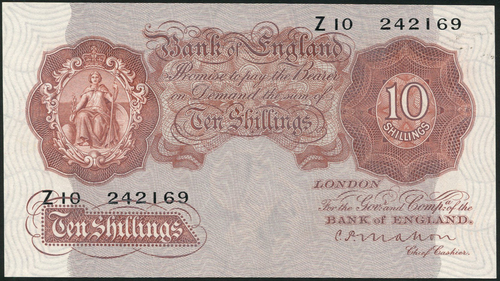 Z10 242169
Bank of England
Promise to pay the Bearer
on Demand the sum of
Ten Shillings
10
SHILLINGS
LONDON
For the Govr. and Compa. of the
BANK OF ENGLAND.
C.P. Mahon
Chief Cashier.
Z10 242169
Ten Shillings